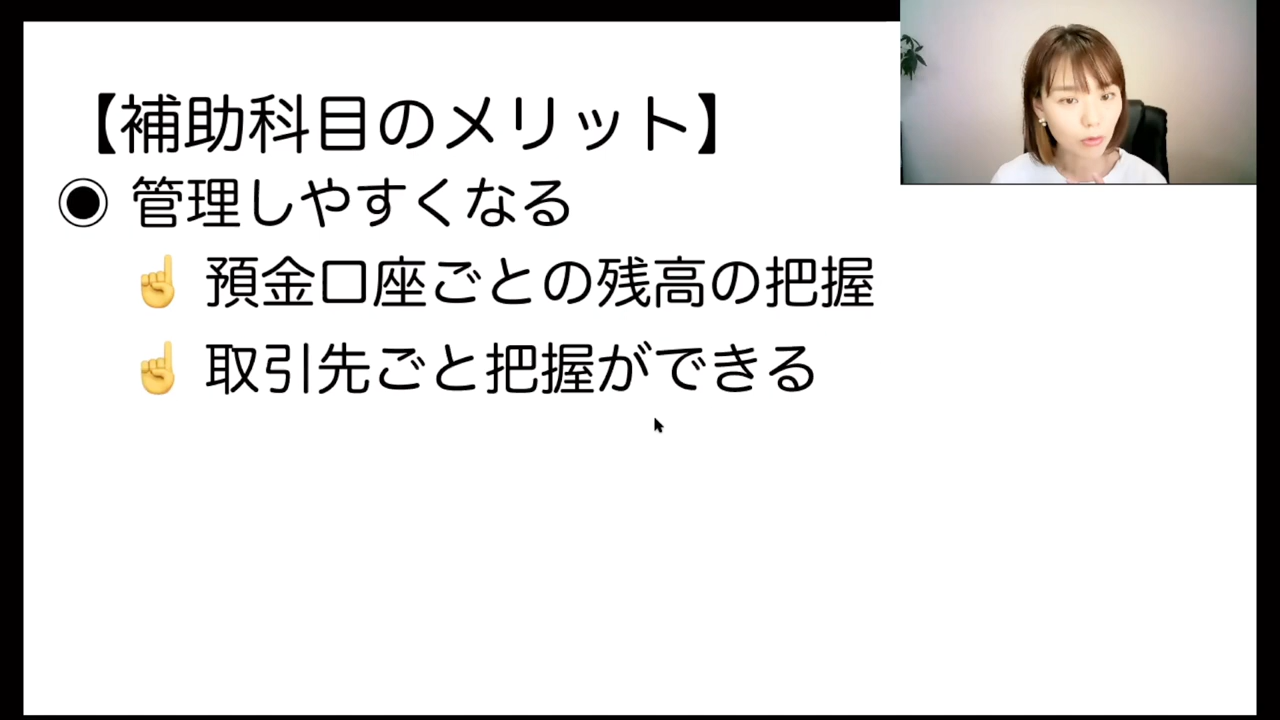 【補助科目のメリット】
◉ 管理しやすくなる
☝ 預金口座ごとの残高の把握
☝ 取引先ごと把握ができる